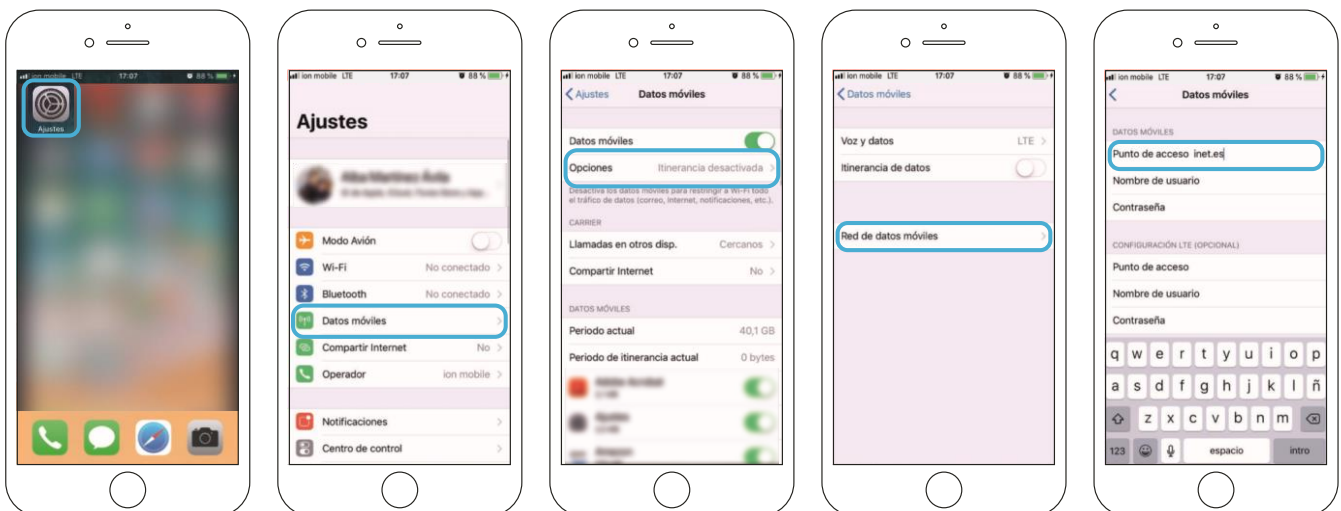 ion mobile LTE 17:07 88 %
Ajustes
ion mobile LTE 17:07 88 %
Ajustes
Modo Avión
Wi-Fi No conectado
Bluetooth No conectado
Datos móviles
Compartir Internet No
Operador ion mobile
Notificaciones
Centro de control
ion mobile LTE 17:07 88 %
Ajustes Datos móviles
Datos móviles
Opciones Itinerancia desactivada
Desactiva los datos móviles para restringir a Wi-Fi todo
el tráfico de datos (correo, Internet, notificaciones, etc.).
CARRIER
Llamadas en otros disp. Cercanos
Compartir Internet No
DATOS MÓVILES
Periodo actual 40,1 GB
Periodo de itinerancia actual 0 bytes
ion mobile LTE 17:07 88 %
Datos móviles
Voz y datos LTE
Itinerancia de datos
Red de datos móviles
ion mobile LTE 17:07 88 %
Datos móviles
DATOS MÓVILES
Punto de acceso inet.es
Nombre de usuario
Contraseña
CONFIGURACIÓN LTE (OPCIONAL)
Punto de acceso
Nombre de usuario
Contraseña
q w e r t y u i o p
a s d f g h j k l ñ
z x c v b n m
123 espacio intro